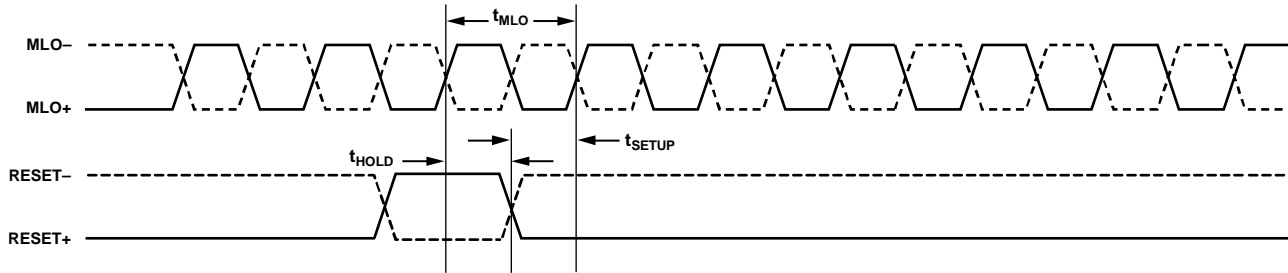 tMLO
MLO–
MLO+
tSETUP
tHOLD
RESET–
RESET+